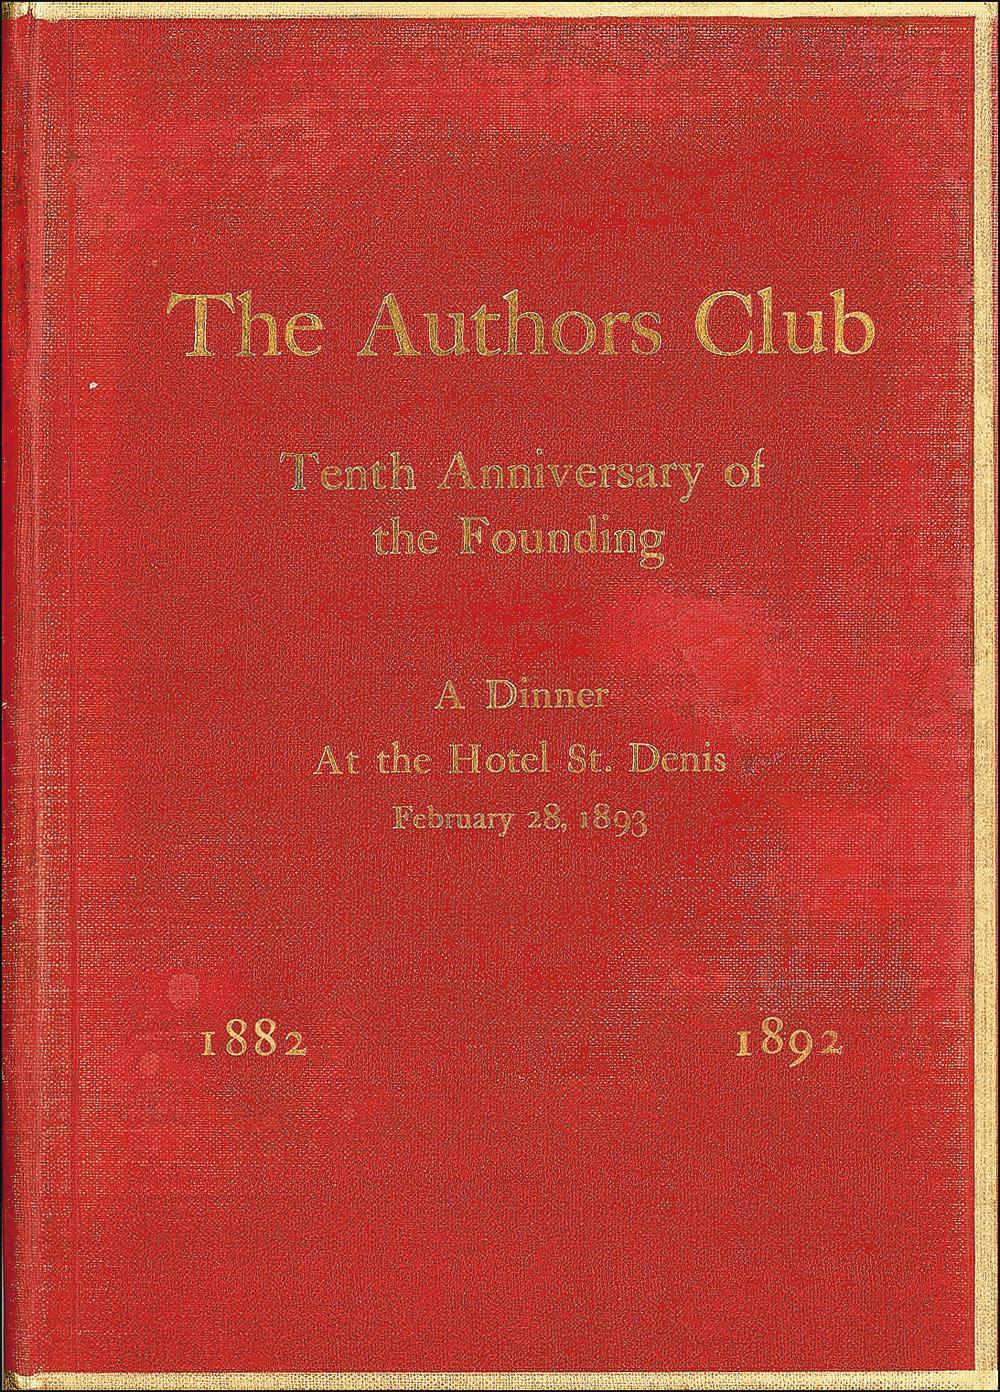 The Authors Club
Tenth Anniversary of
the Founding
A Dinner
At the Hotel St. Denis
February 28, 1893
1882 1892